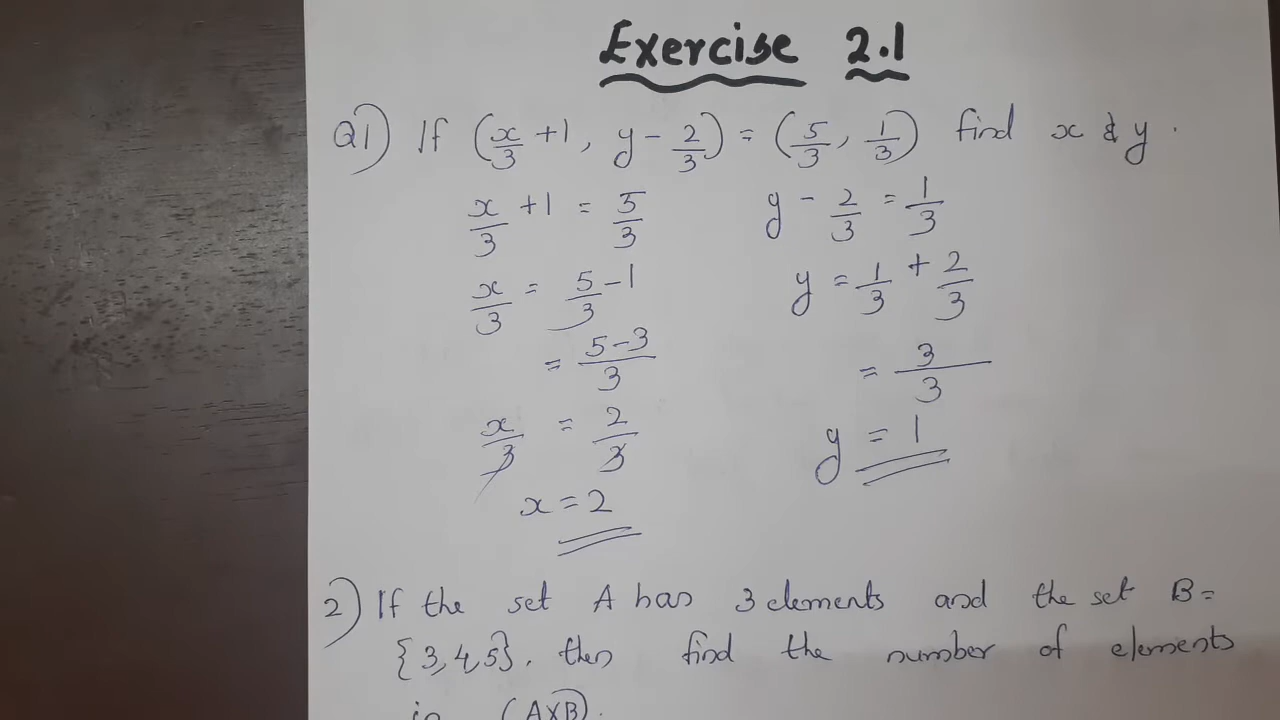 Exercise 2.1
Q1) If (x/3 + 1, y - 2/3) = (5/3, 1/3) find x & y.
x/3 + 1 = 5/3
x/3 = 5/3 - 1
= (5-3)/3
x/3 = 2/3
x = 2
y - 2/3 = 1/3
y = 1/3 + 2/3
= 3/3
y = 1
2) If the set A has 3 elements and the set B =
{3,4,5}. then find the number of elements
in (A×B).